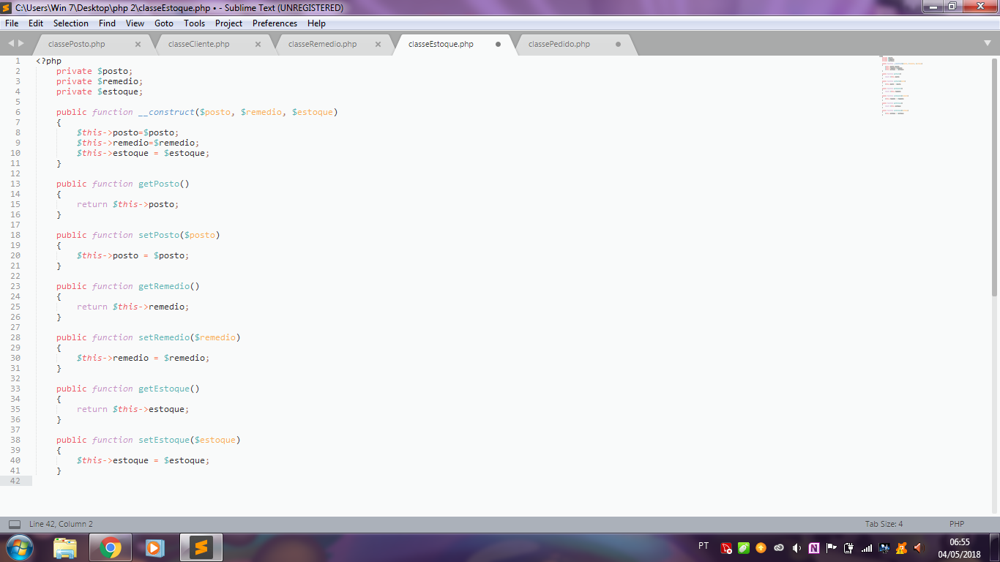 C:\Users\Win 7\Desktop\php 2\classeEstoque.php • - Sublime Text (UNREGISTERED)
File Edit Selection Find View Goto Tools Project Preferences Help
classePosto.php classeCliente.php classeRemedio.php classeEstoque.php classePedido.php
1 <?php
2 private $posto;
3 private $remedio;
4 private $estoque;
5
6 public function __construct($posto, $remedio, $estoque)
7 {
8 $this->posto=$posto;
9 $this->remedio=$remedio;
10 $this->estoque = $estoque;
11 }
12
13 public function getPosto()
14 {
15 return $this->posto;
16 }
17
18 public function setPosto($posto)
19 {
20 $this->posto = $posto;
21 }
22
23 public function getRemedio()
24 {
25 return $this->remedio;
26 }
27
28 public function setRemedio($remedio)
29 {
30 $this->remedio = $remedio;
31 }
32
33 public function getEstoque()
34 {
35 return $this->estoque;
36 }
37
38 public function setEstoque($estoque)
39 {
40 $this->estoque = $estoque;
41 }
42
Line 42, Column 2 Tab Size: 4 PHP
PT 06:55
04/05/2018